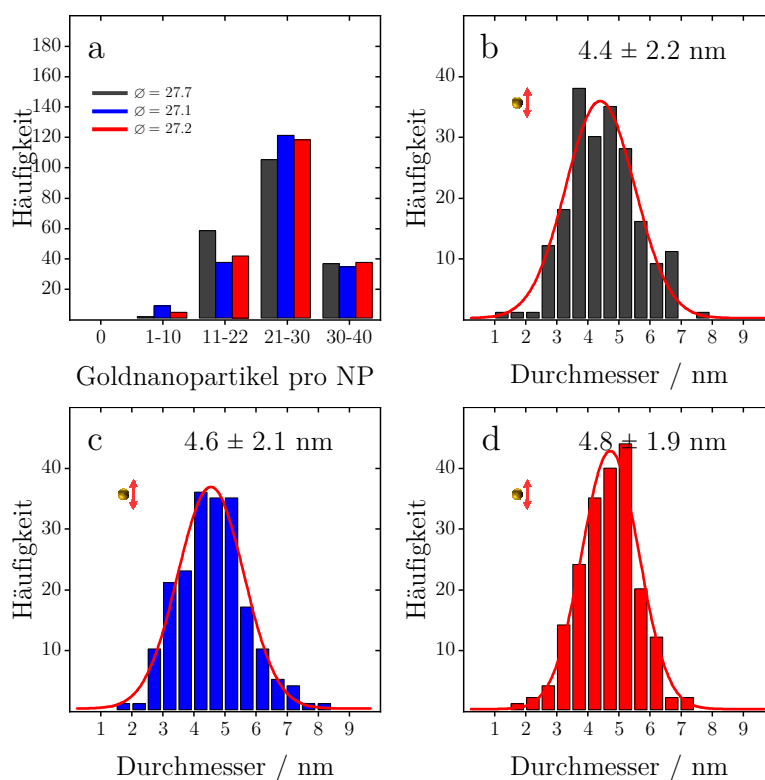 a
180
160
140
120
100
80
60
40
20
Häufigkeit
∅ = 27.7
∅ = 27.1
∅ = 27.2
0 1-10 11-22 21-30 30-40
Goldnanopartikel pro NP
b
4.4 ± 2.2 nm
40
30
20
10
Häufigkeit
1 2 3 4 5 6 7 8 9
Durchmesser / nm
c
4.6 ± 2.1 nm
40
30
20
10
Häufigkeit
1 2 3 4 5 6 7 8 9
Durchmesser / nm
d
4.8 ± 1.9 nm
40
30
20
10
Häufigkeit
1 2 3 4 5 6 7 8 9
Durchmesser / nm